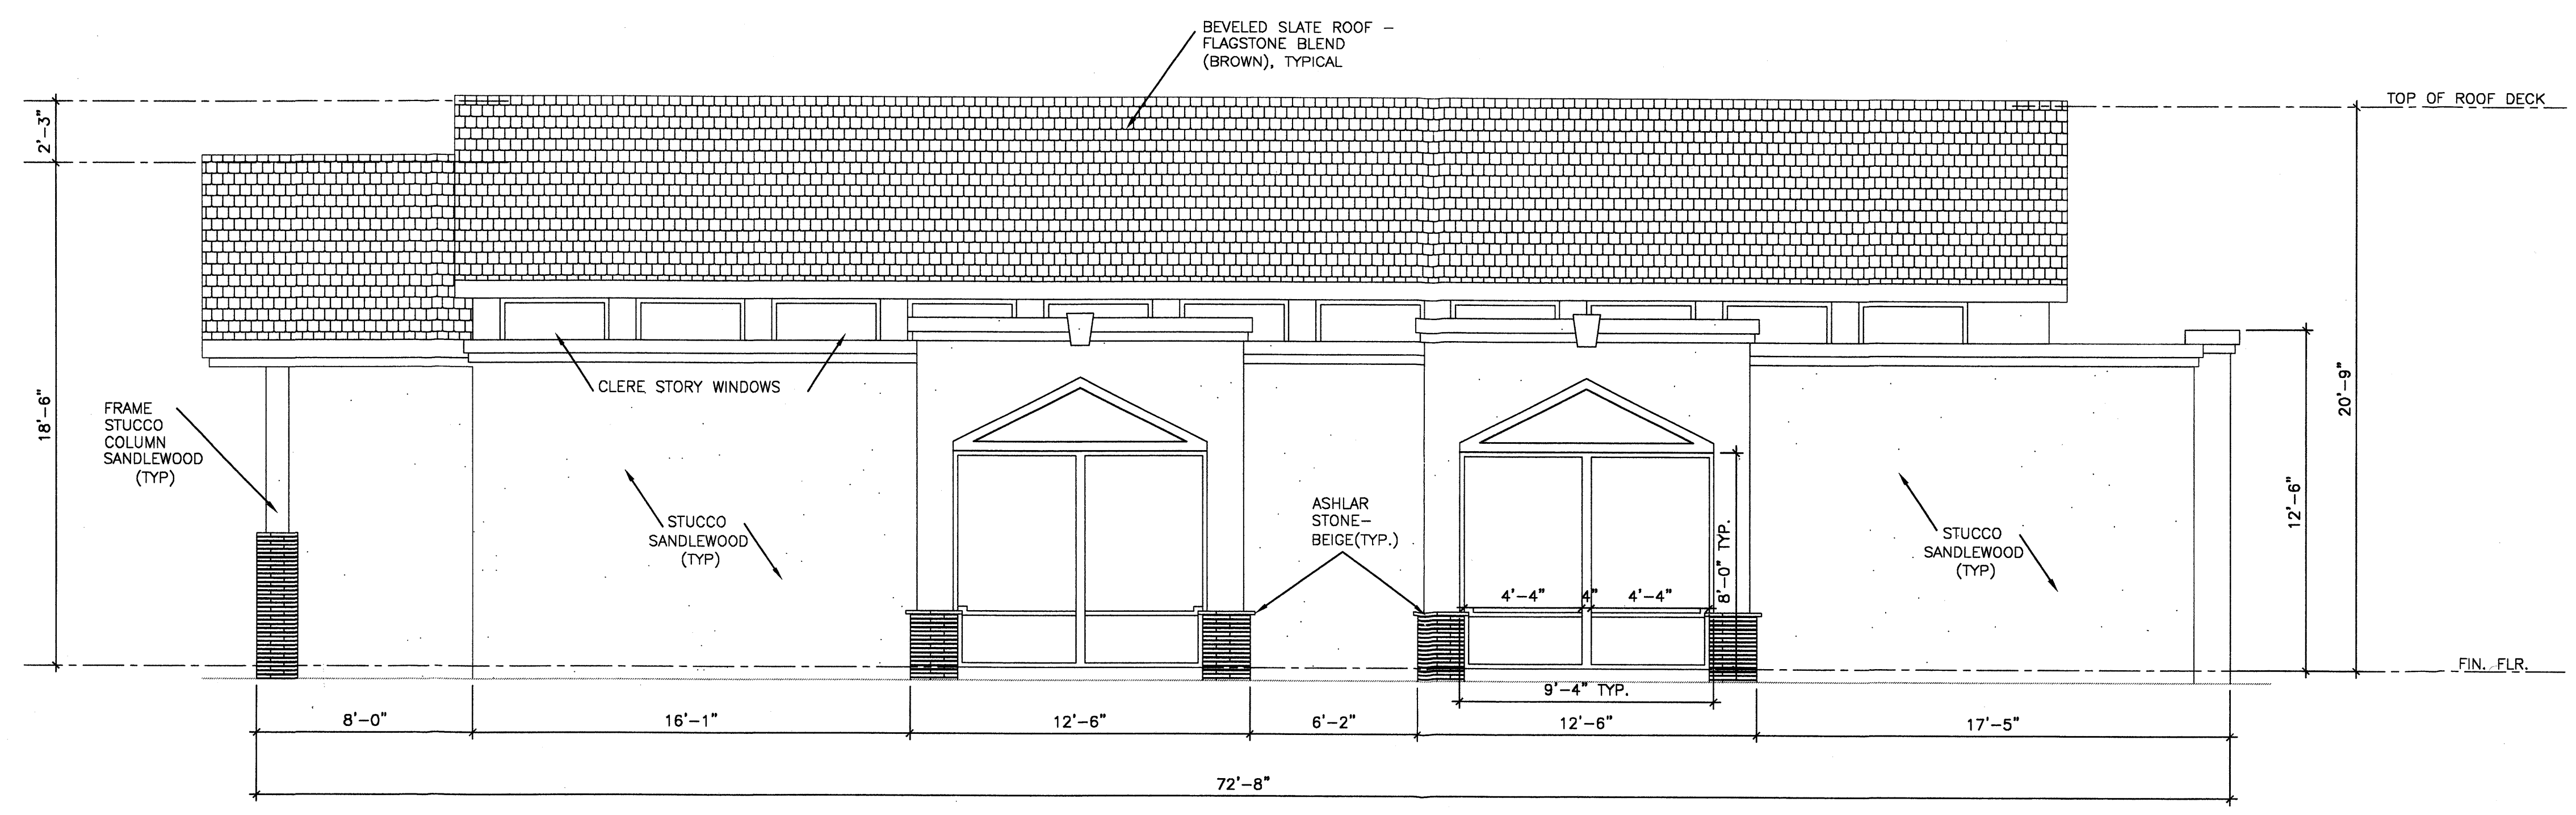 BEVELED SLATE ROOF –
FLAGSTONE BLEND
(BROWN), TYPICAL
TOP OF ROOF DECK
2'-3"
18'-6"
20'-9"
12'-6"
CLERE STORY WINDOWS
FRAME
STUCCO
COLUMN
SANDLEWOOD
(TYP)
STUCCO
SANDLEWOOD
(TYP)
ASHLAR
STONE–
BEIGE(TYP.)
8'-0" TYP.
4'-4"
4"
4'-4"
STUCCO
SANDLEWOOD
(TYP)
FIN. FLR.
9'-4" TYP.
8'-0"
16'-1"
12'-6"
6'-2"
12'-6"
17'-5"
72'-8"